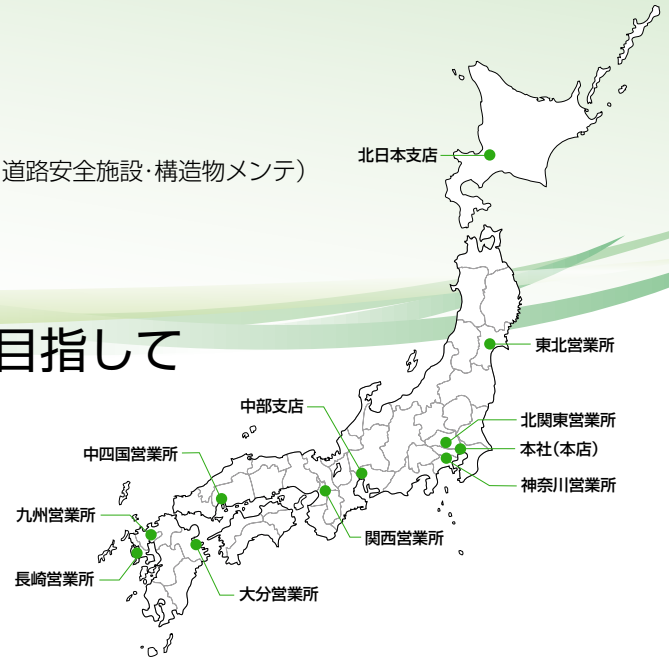 道路安全施設・構造物メンテ）
目指して
北日本支店
東北営業所
中部支店
北関東営業所
本社(本店)
神奈川営業所
中四国営業所
九州営業所
関西営業所
長崎営業所
大分営業所